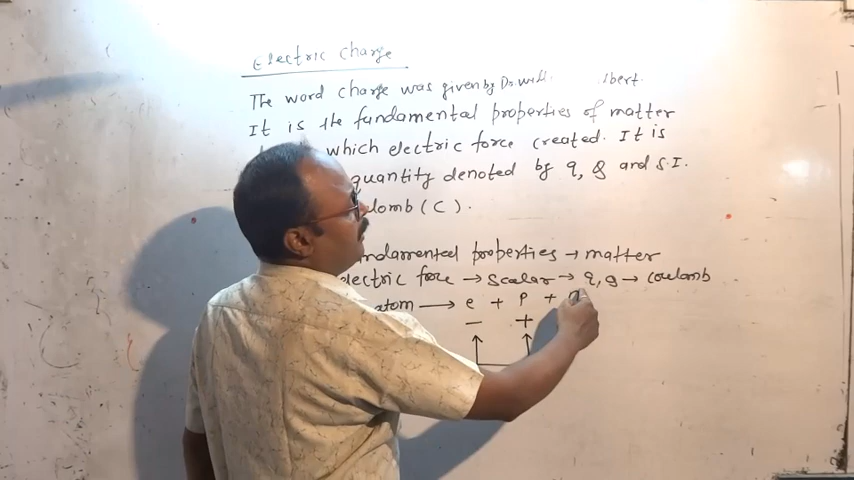 Electric Charge
The word charge was given by Dr. Will bert.
It is the fundamental properties of matter
which electric force created. It is
quantity denoted by q, Q and S.I.
lomb (C).
ndamental properties → matter
electric force → scalar → q, Q → coulomb
atom → e + P +
− +